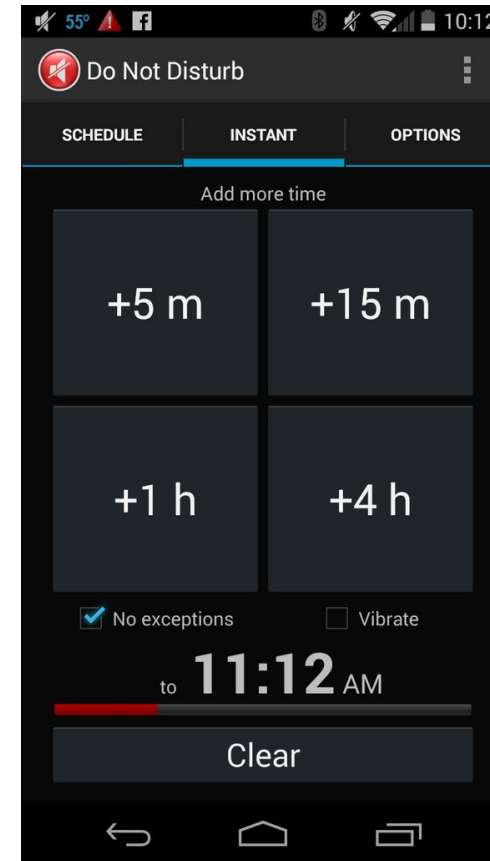 55° 10:12
Do Not Disturb
SCHEDULE INSTANT OPTIONS
Add more time
+5 m +15 m
+1 h +4 h
No exceptions Vibrate
to 11:12 AM
Clear